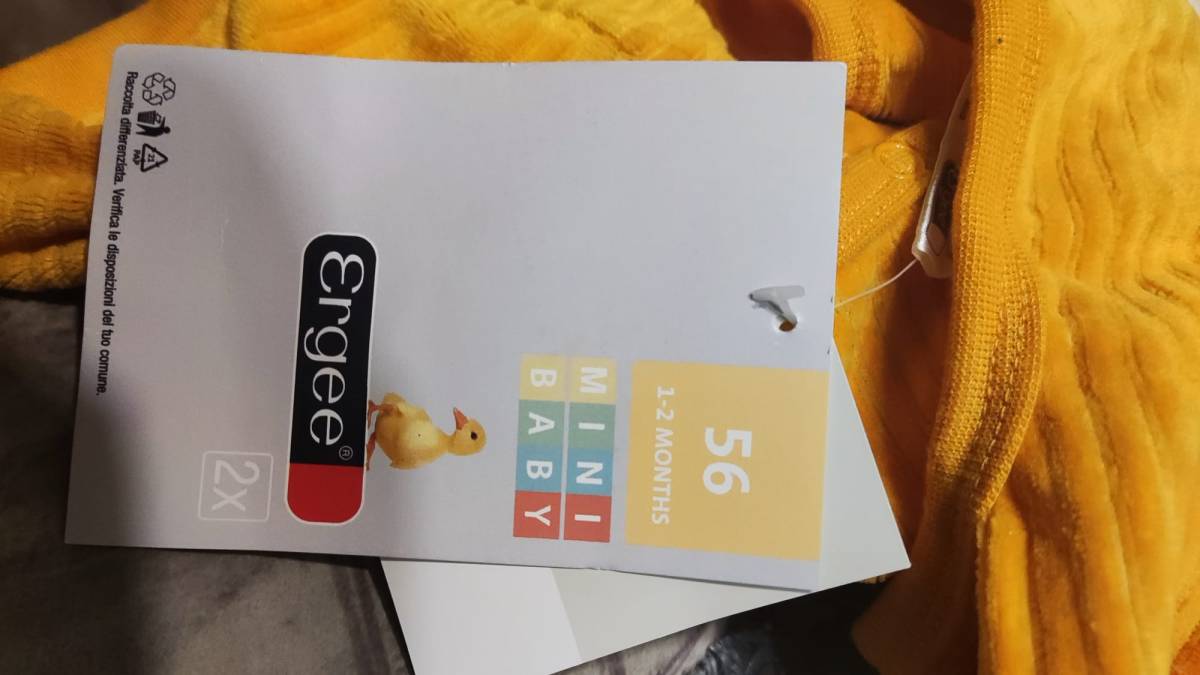 56
1-2 MONTHS
MINI
BABY
Ergee®
2x
21
PAP
Raccolta differenziata. Verifica le disposizioni del tuo comune.